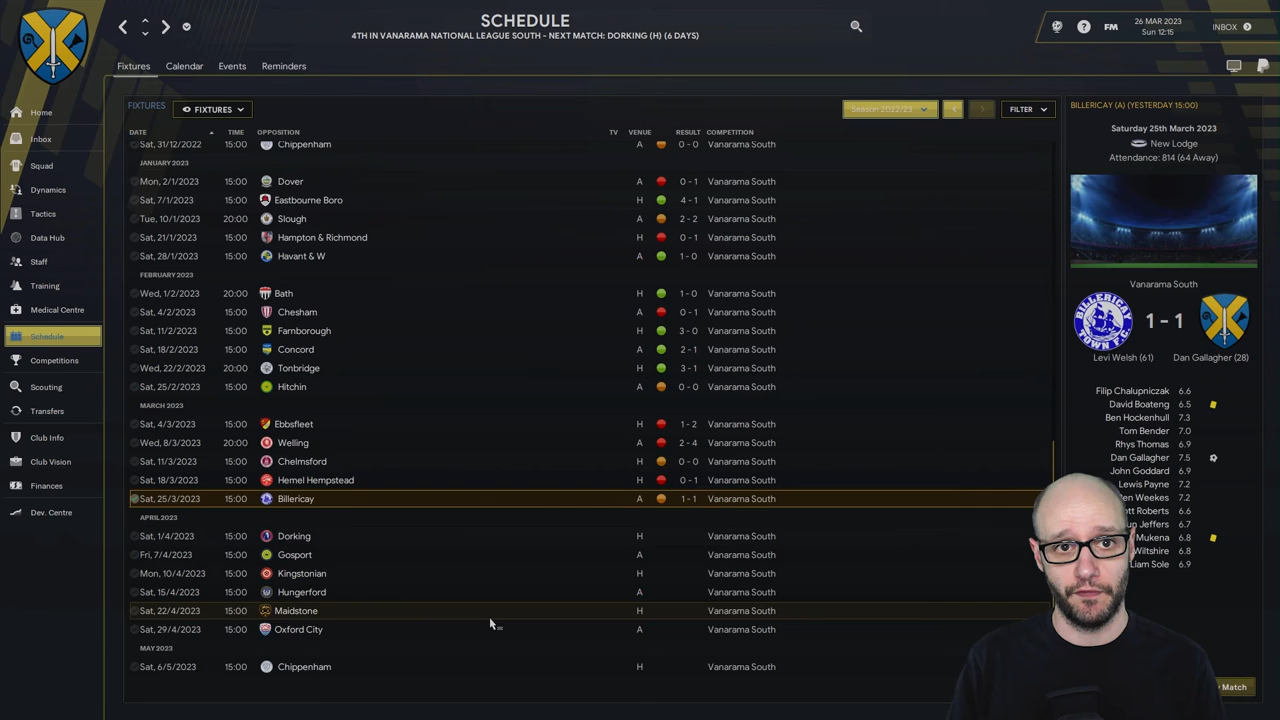 SCHEDULE
4TH IN VANARAMA NATIONAL LEAGUE SOUTH - NEXT MATCH: DORKING (H) (6 DAYS)
FM
26 MAR 2023
Sun 12:15
INBOX
Fixtures Calendar Events Reminders
Home
Inbox
Squad
Dynamics
Tactics
Data Hub
Staff
Training
Medical Centre
Schedule
Competitions
Scouting
Transfers
Club Info
Club Vision
Finances
Dev. Centre
FIXTURES FIXTURES Season 2022/23 FILTER
DATE TIME OPPOSITION TV VENUE RESULT COMPETITION
Sat, 31/12/2022 15:00 Chippenham A 0 - 0 Vanarama South
JANUARY 2023
Mon, 2/1/2023 15:00 Dover A 0 - 1 Vanarama South
Sat, 7/1/2023 15:00 Eastbourne Boro H 4 - 1 Vanarama South
Tue, 10/1/2023 20:00 Slough A 2 - 2 Vanarama South
Sat, 21/1/2023 15:00 Hampton & Richmond H 0 - 1 Vanarama South
Sat, 28/1/2023 15:00 Havant & W A 1 - 0 Vanarama South
FEBRUARY 2023
Wed, 1/2/2023 20:00 Bath H 1 - 0 Vanarama South
Sat, 4/2/2023 15:00 Chesham A 0 - 1 Vanarama South
Sat, 11/2/2023 15:00 Farnborough H 3 - 0 Vanarama South
Sat, 18/2/2023 15:00 Concord A 2 - 1 Vanarama South
Wed, 22/2/2023 20:00 Tonbridge H 3 - 1 Vanarama South
Sat, 25/2/2023 15:00 Hitchin A 0 - 0 Vanarama South
MARCH 2023
Sat, 4/3/2023 15:00 Ebbsfleet H 1 - 2 Vanarama South
Wed, 8/3/2023 20:00 Welling A 2 - 4 Vanarama South
Sat, 11/3/2023 15:00 Chelmsford H 0 - 0 Vanarama South
Sat, 18/3/2023 15:00 Hemel Hempstead H 0 - 1 Vanarama South
Sat, 25/3/2023 15:00 Billericay A 1 - 1 Vanarama South
APRIL 2023
Sat, 1/4/2023 15:00 Dorking H Vanarama South
Fri, 7/4/2023 15:00 Gosport A Vanarama South
Mon, 10/4/2023 15:00 Kingstonian H Vanarama South
Sat, 15/4/2023 15:00 Hungerford A Vanarama South
Sat, 22/4/2023 15:00 Maidstone H Vanarama South
Sat, 29/4/2023 15:00 Oxford City A Vanarama South
MAY 2023
Sat, 6/5/2023 15:00 Chippenham H Vanarama South
BILLERICAY (A) (YESTERDAY 15:00)
Saturday 25th March 2023
New Lodge
Attendance: 814 (64 Away)
Vanarama South
BILLERICAY
TOWN F.C.
1 - 1
Levi Welsh (61) Dan Gallagher (28)
Filip Chalupniczak 6.6
David Boateng 6.5
Ben Hockenhull 7.3
Tom Bender 7.0
Rhys Thomas 6.9
Dan Gallagher 7.5
John Goddard 6.9
Lewis Payne 7.2
en Weekes 7.2
ott Roberts 6.6
un Jeffers 6.7
Mukena 6.8
Wiltshire 6.8
Liam Sole 6.9
Match